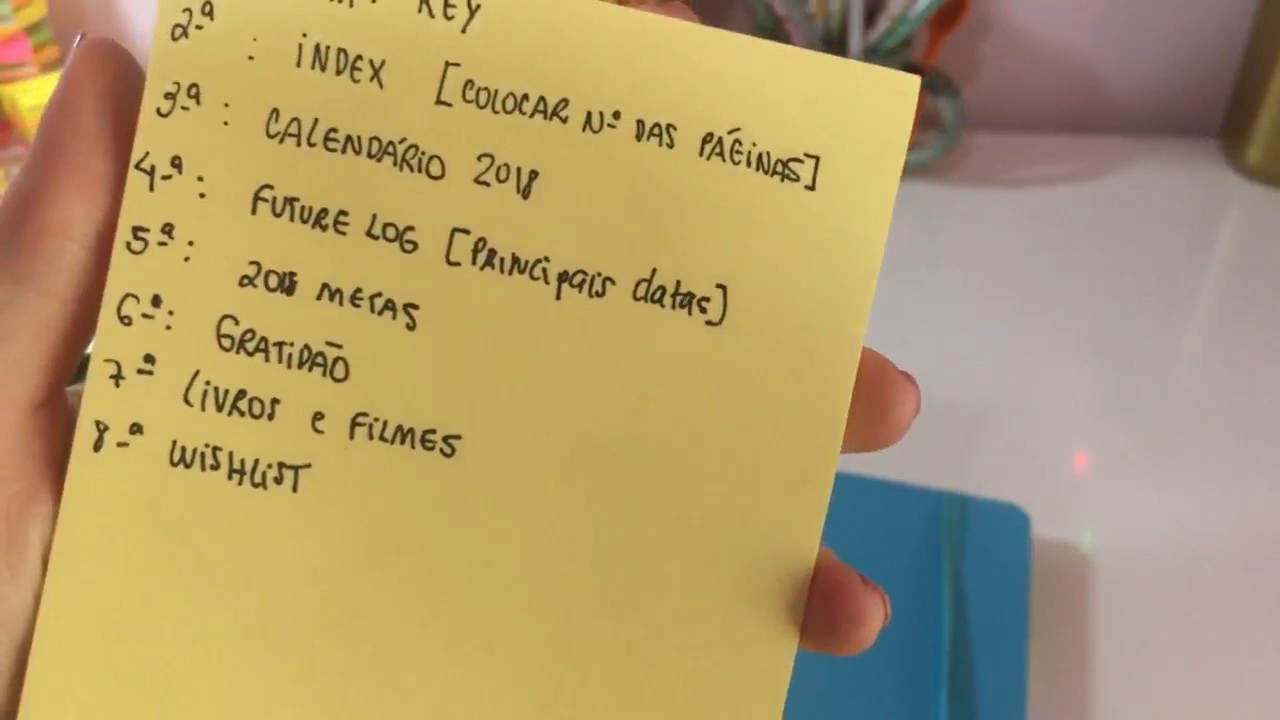 KEY
2ª : INDEX [COLOCAR Nº DAS PÁGINAS]
3ª : CALENDÁRIO 2018
4ª : FUTURE LOG [PRINCIPAIS datas]
5ª : 2018 METAS
6ª : GRATIDÃO
7ª LIVROS e FILMES
8ª WISHLIST